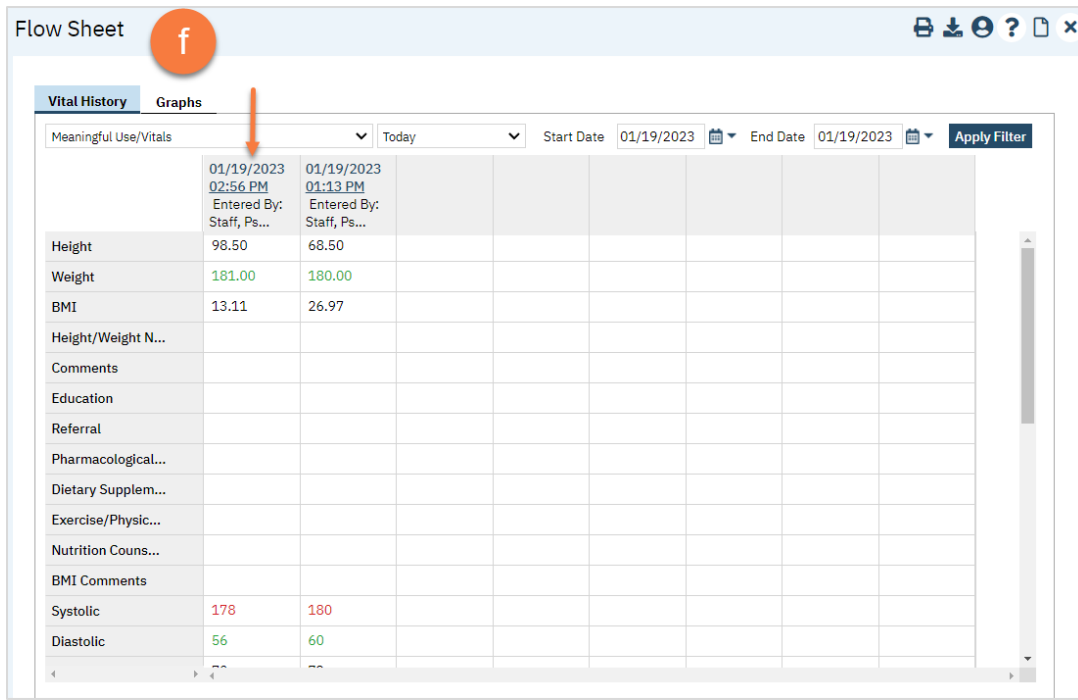 Flow Sheet
f
?
Vital History Graphs
Meaningful Use/Vitals Today Start Date 01/19/2023 End Date 01/19/2023 Apply Filter
01/19/2023 01/19/2023
02:56 PM 01:13 PM
Entered By: Entered By:
Staff, Ps... Staff, Ps...
Height 98.50 68.50
Weight 181.00 180.00
BMI 13.11 26.97
Height/Weight N...
Comments
Education
Referral
Pharmacological...
Dietary Supplem...
Exercise/Physic...
Nutrition Couns...
BMI Comments
Systolic 178 180
Diastolic 56 60